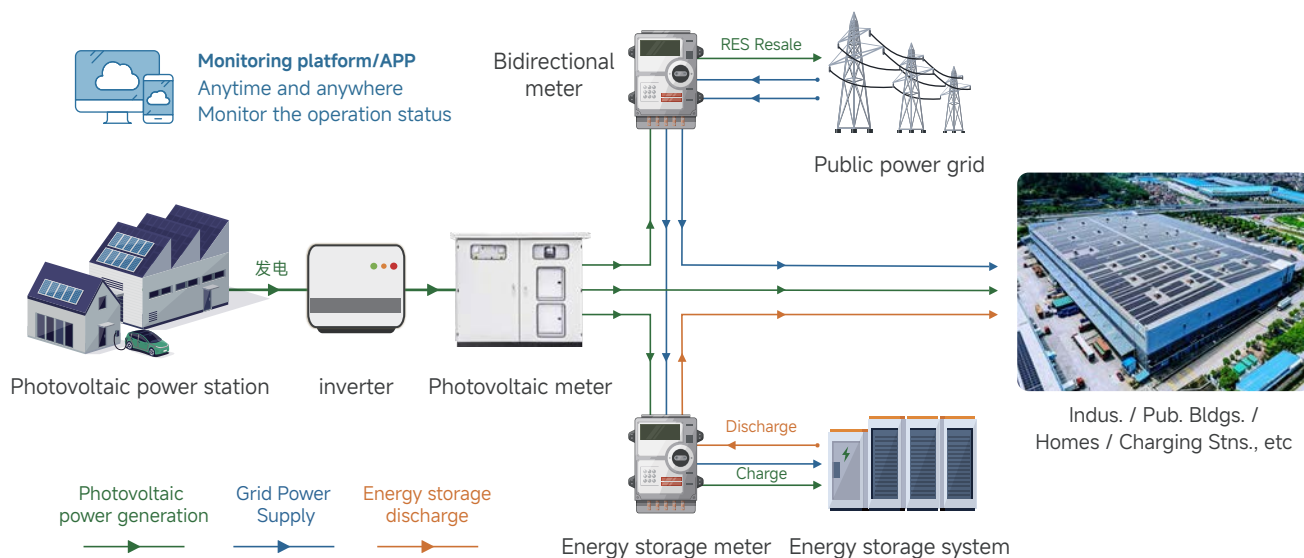 Monitoring platform/APP
Anytime and anywhere
Monitor the operation status
Bidirectional
meter
RES Resale
Public power grid
发电
Photovoltaic power station
inverter
Photovoltaic meter
Indus. / Pub. Bldgs. /
Homes / Charging Stns., etc
Discharge
Charge
Photovoltaic
power generation
Grid Power
Supply
Energy storage
discharge
Energy storage meter
Energy storage system